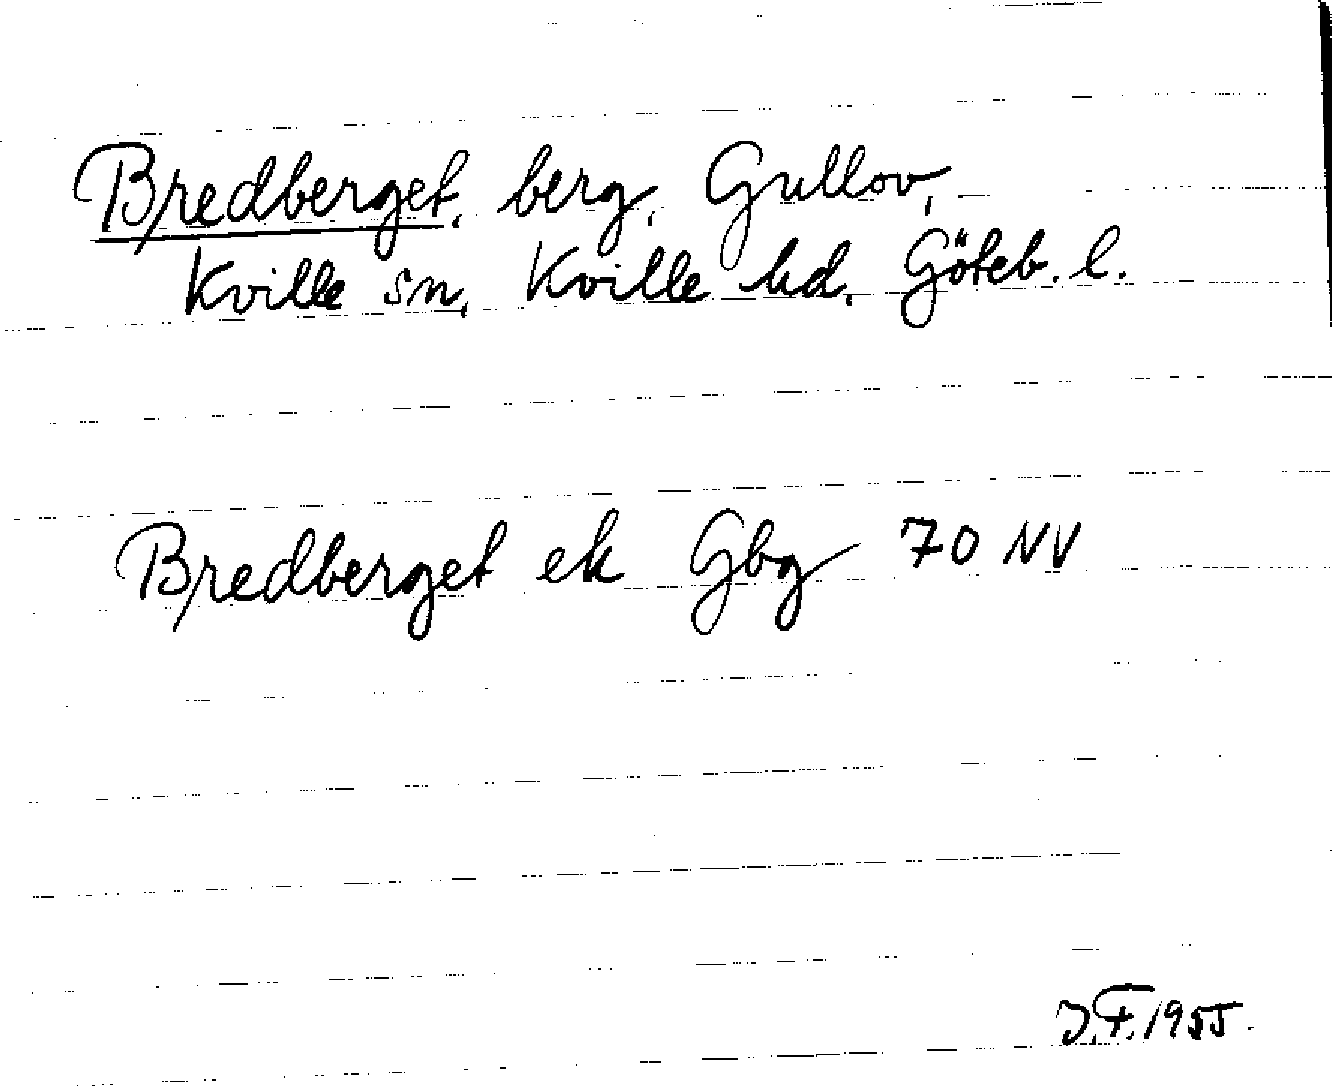 Bredberget, berg, Gullov,
Kville sn, Kville hd, Göteb. l.
Bredberget ek Gbg 70 NV
J.F. 1955.